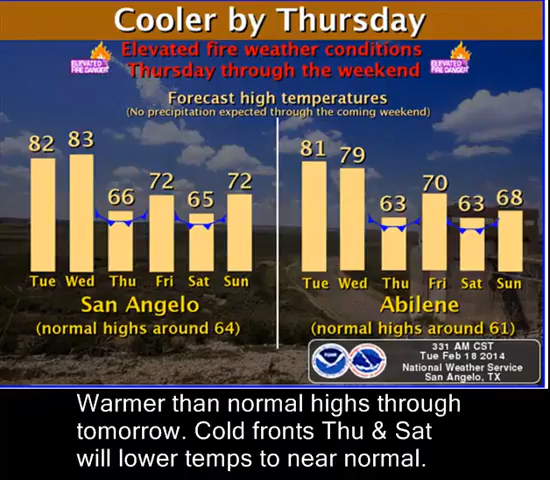 Cooler by Thursday
Elevated fire weather conditions
Thursday through the weekend
ELEVATED
FIRE DANGER
ELEVATED
FIRE DANGER
Forecast high temperatures
(No precipitation expected through the coming weekend)
82 83 66 72 65 72
Tue Wed Thu Fri Sat Sun
San Angelo
(normal highs around 64)
81 79 63 70 63 68
Tue Wed Thu Fri Sat Sun
Abilene
(normal highs around 61)
NOAA
331 AM CST
Tue Feb 18 2014
National Weather Service
San Angelo, TX
Warmer than normal highs through
tomorrow. Cold fronts Thu & Sat
will lower temps to near normal.